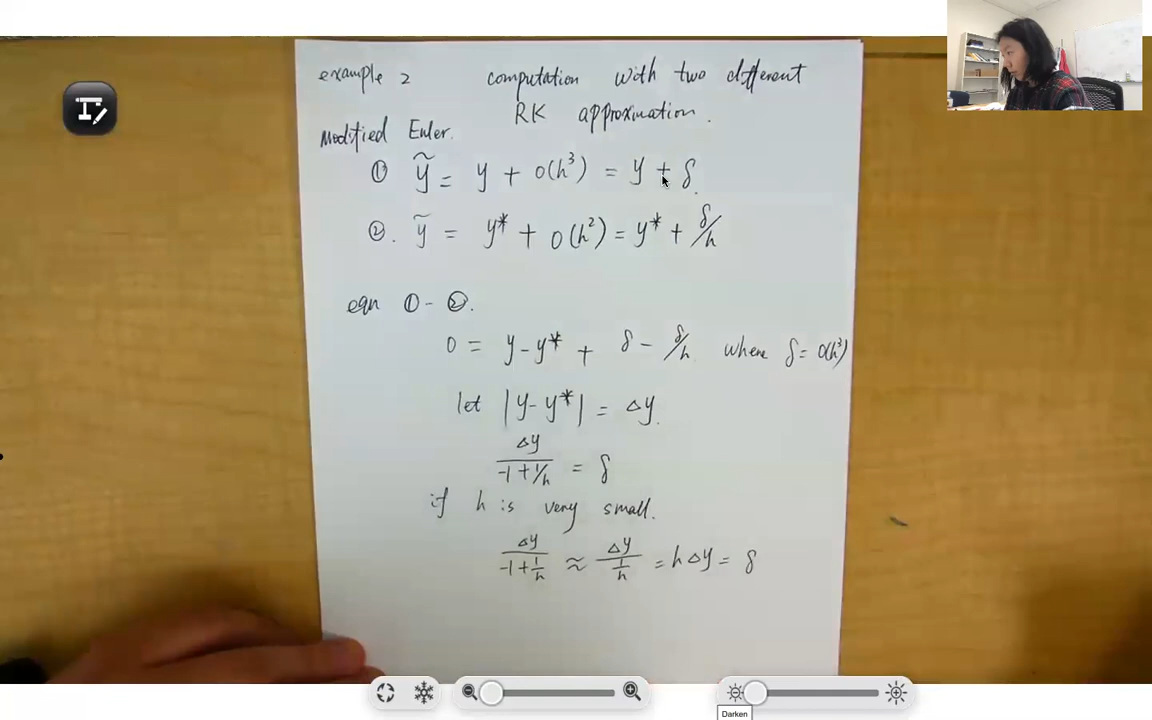 example 2 computation with two different
RK approximation.
Modified Euler.
① ỹ = y + O(h³) = y + δ.
②. ỹ = y* + O(h²) = y* + δ/h
eqn ① - ②.
0 = y - y* + δ - δ/h where δ = O(h³)
let |y - y*| = Δy.
Δy / (-1 + 1/h) = δ
if h is very small.
Δy / (-1 + 1/h) ≈ Δy / (1/h) = hΔy = δ
Darken